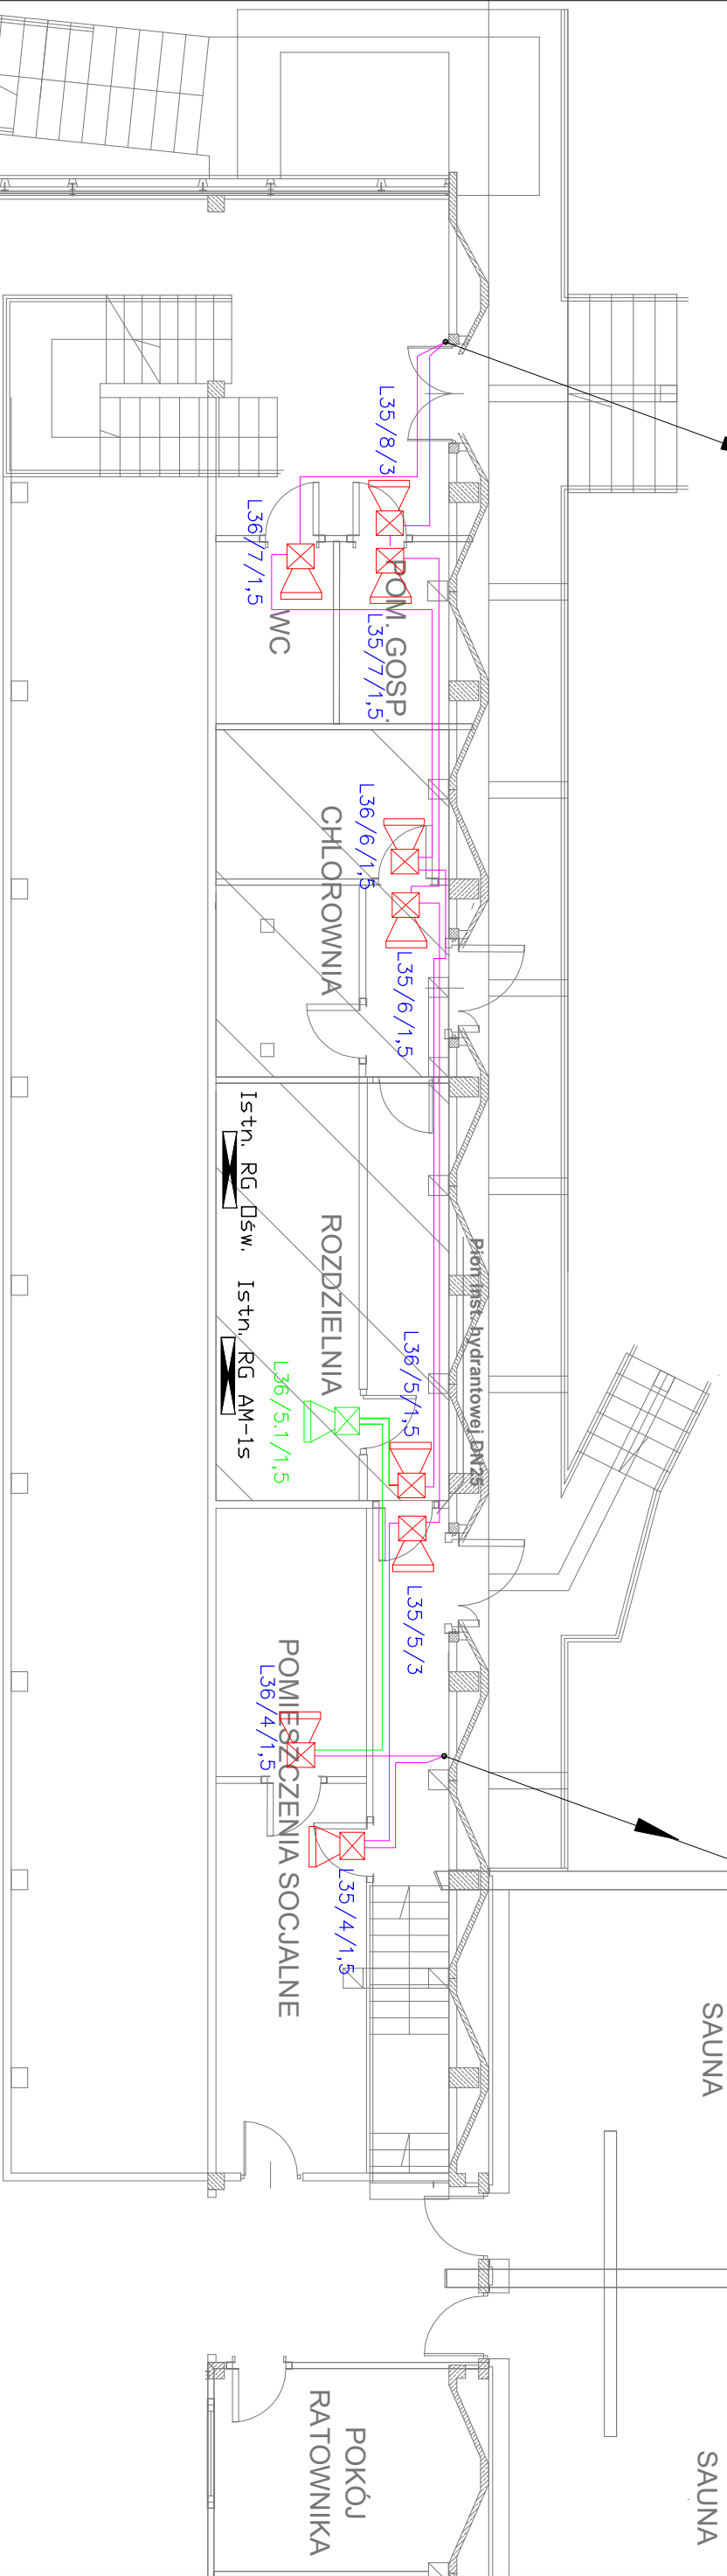 L35/8/3
L36/7/1,5
WC
POM. GOSP.
L35/7/1,5
L36/6/1,5
CHLOROWNIA
L35/6/1,5
Istn. RG Ośw.
ROZDZIELNIA
Pion inst. hydrantowej DN25
Istn. RG AM-1s
L36/5.1/1,5
L36/5/1,5
L35/5/3
POMIESZCZENIA SOCJALNE
L36/4/1,5
L35/4/1,5
SAUNA
POKÓJ
RATOWNIKA
SAUNA